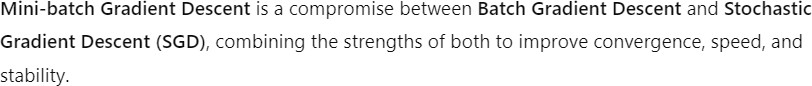 Mini-batch Gradient Descent is a compromise between Batch Gradient Descent and Stochastic
Gradient Descent (SGD), combining the strengths of both to improve convergence, speed, and
stability.